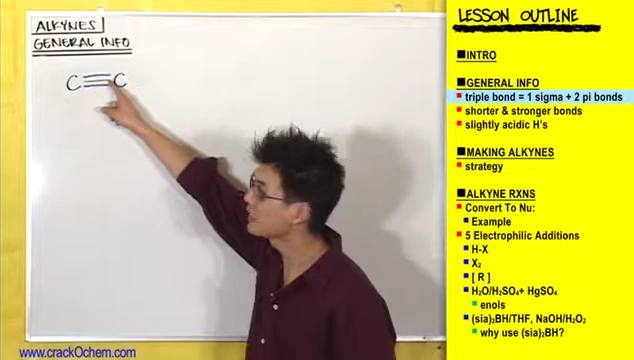 ALKYNES
GENERAL INFO
C≡C
www.crackOchem.com
LESSON OUTLINE
INTRO
GENERAL INFO
triple bond = 1 sigma + 2 pi bonds
shorter & stronger bonds
slightly acidic H's
MAKING ALKYNES
strategy
ALKYNE RXNS
Convert To Nu:
Example
5 Electrophilic Additions
H-X
X₂
[ R ]
H₂O/H₂SO₄+ HgSO₄
enols
(sia)₂BH/THF, NaOH/H₂O₂
why use (sia)₂BH?